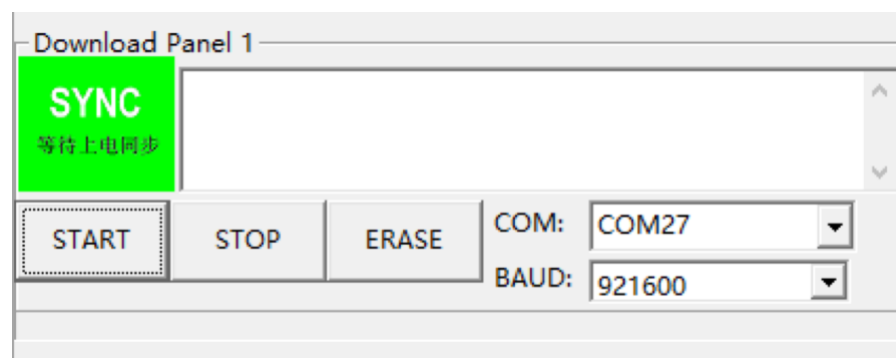 Download Panel 1
SYNC
等待上电同步
START STOP ERASE COM: COM27
BAUD: 921600